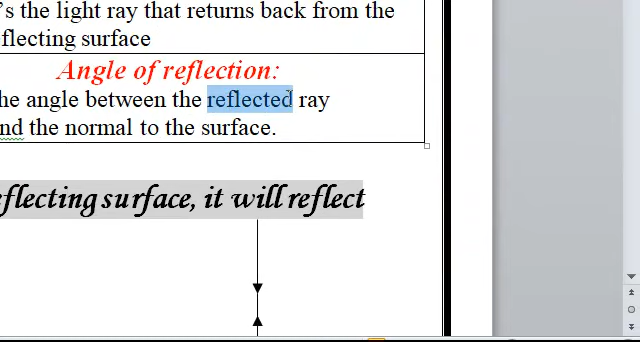 's the light ray that returns back from the
flecting surface
Angle of reflection:
he angle between the reflected ray
nd the normal to the surface.
eflecting surface, it will reflect